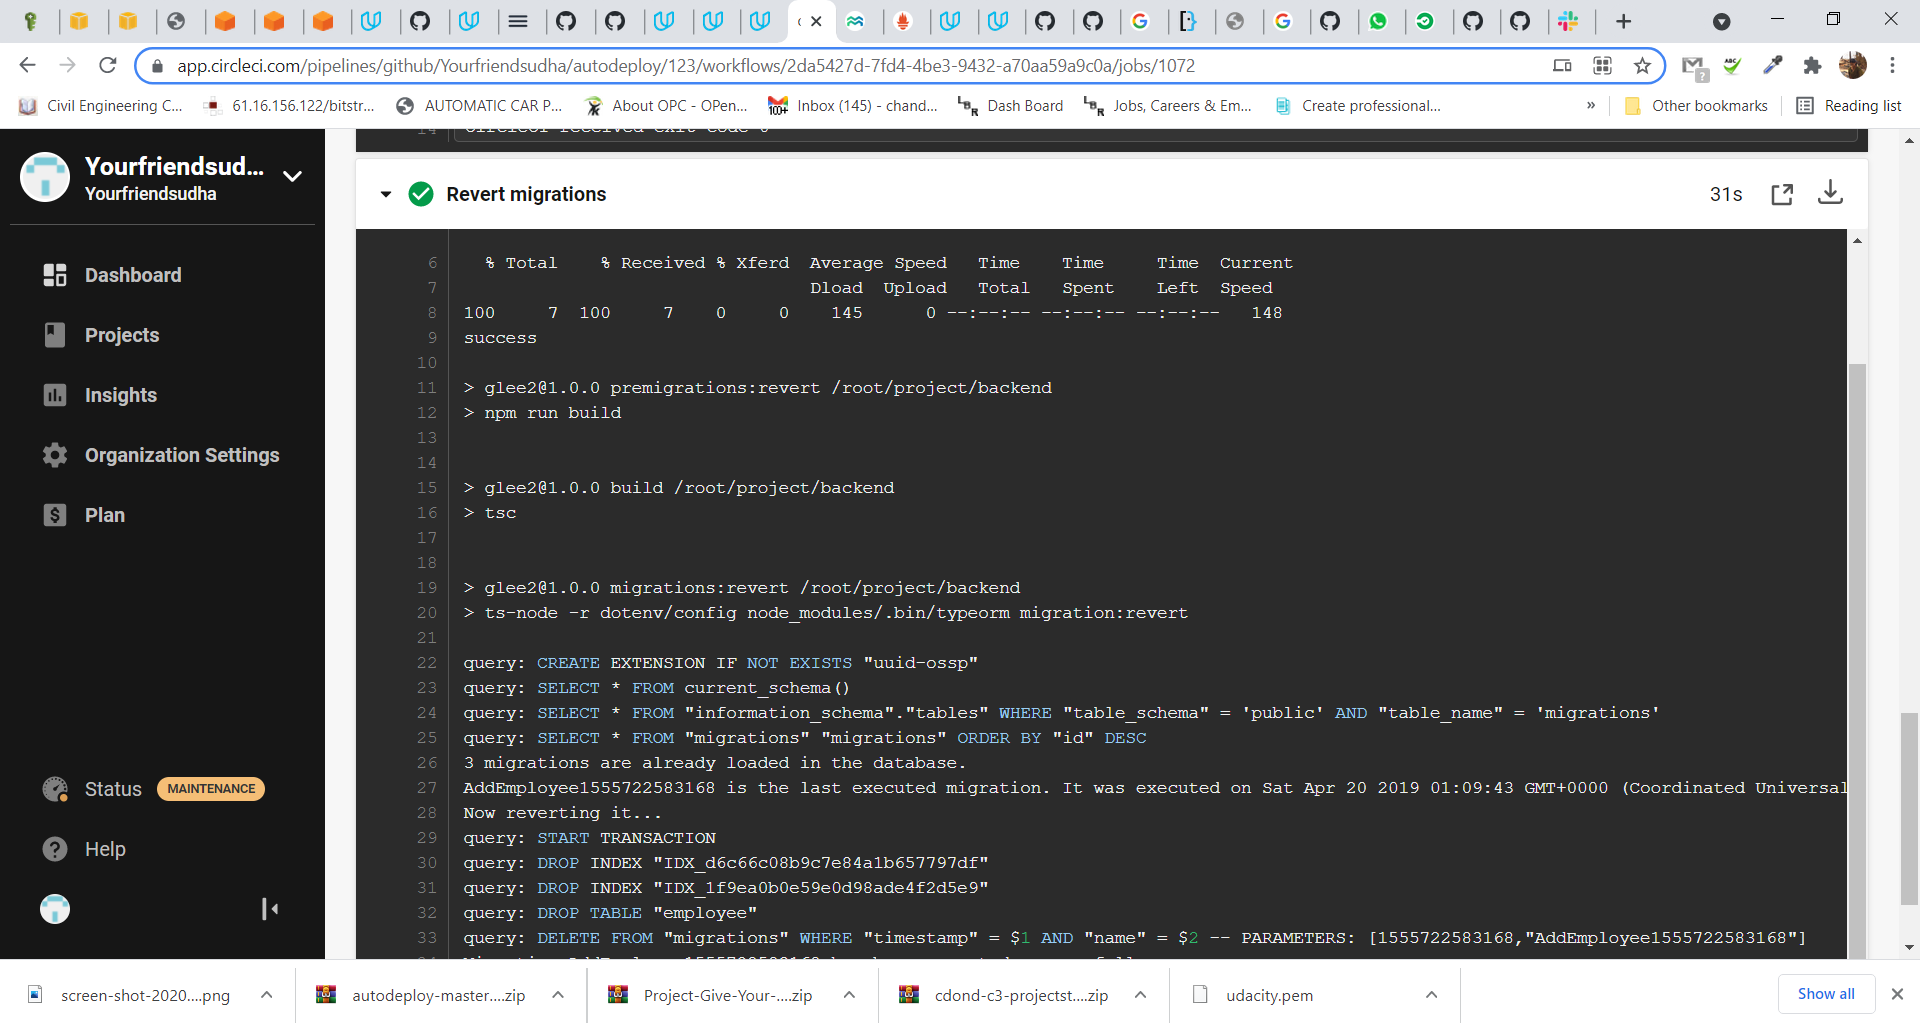 app.circleci.com/pipelines/github/Yourfriendsudha/autodeploy/123/workflows/2da5427d-7fd4-4be3-9432-a70aa59a9c0a/jobs/1072
Civil Engineering C...
61.16.156.122/bitstr...
AUTOMATIC CAR P...
About OPC - OPen...
Inbox (145) - chand...
Dash Board
Jobs, Careers & Em...
Create professional...
»
Other bookmarks
Reading list
Yourfriendsud...
Yourfriendsudha
Dashboard
Projects
Insights
Organization Settings
Plan
Status MAINTENANCE
Help
14 CircleCI received exit code 0
Revert migrations
31s
6 % Total % Received % Xferd Average Speed Time Time Time Current
7 Dload Upload Total Spent Left Speed
8 100 7 100 7 0 0 145 0 --:--:-- --:--:-- --:--:-- 148
9 success
10
11 > glee2@1.0.0 premigrations:revert /root/project/backend
12 > npm run build
13
14
15 > glee2@1.0.0 build /root/project/backend
16 > tsc
17
18
19 > glee2@1.0.0 migrations:revert /root/project/backend
20 > ts-node -r dotenv/config node_modules/.bin/typeorm migration:revert
21
22 query: CREATE EXTENSION IF NOT EXISTS "uuid-ossp"
23 query: SELECT * FROM current_schema()
24 query: SELECT * FROM "information_schema"."tables" WHERE "table_schema" = 'public' AND "table_name" = 'migrations'
25 query: SELECT * FROM "migrations" "migrations" ORDER BY "id" DESC
26 3 migrations are already loaded in the database.
27 AddEmployee1555722583168 is the last executed migration. It was executed on Sat Apr 20 2019 01:09:43 GMT+0000 (Coordinated Universal
28 Now reverting it...
29 query: START TRANSACTION
30 query: DROP INDEX "IDX_d6c66c08b9c7e84a1b657797df"
31 query: DROP INDEX "IDX_1f9ea0b0e59e0d98ade4f2d5e9"
32 query: DROP TABLE "employee"
33 query: DELETE FROM "migrations" WHERE "timestamp" = $1 AND "name" = $2 -- PARAMETERS: [1555722583168,"AddEmployee1555722583168"]
screen-shot-2020....png
autodeploy-master....zip
Project-Give-Your-....zip
cdond-c3-projectst....zip
udacity.pem
Show all